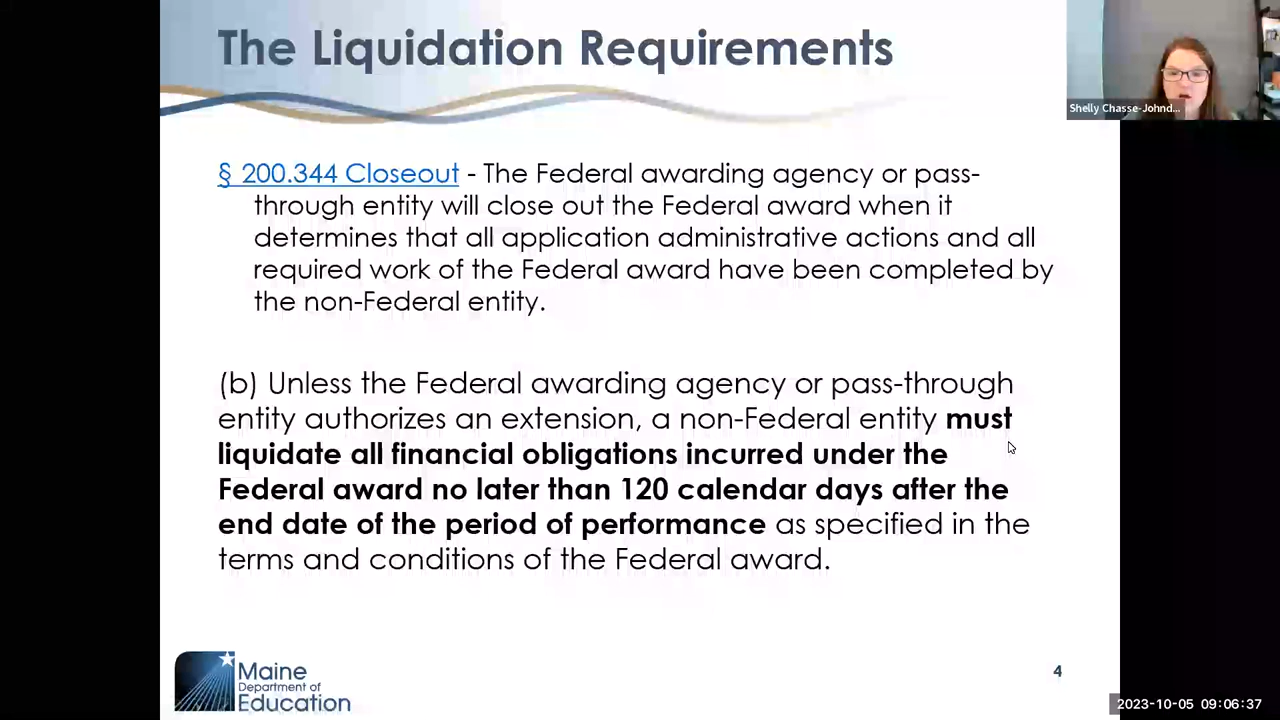 The Liquidation Requirements
Shelly Chasse-Johnd...
§ 200.344 Closeout - The Federal awarding agency or pass-
through entity will close out the Federal award when it
determines that all application administrative actions and all
required work of the Federal award have been completed by
the non-Federal entity.
(b) Unless the Federal awarding agency or pass-through
entity authorizes an extension, a non-Federal entity must
liquidate all financial obligations incurred under the
Federal award no later than 120 calendar days after the
end date of the period of performance as specified in the
terms and conditions of the Federal award.
Maine
Department of
Education
4
2023-10-05 09:06:37